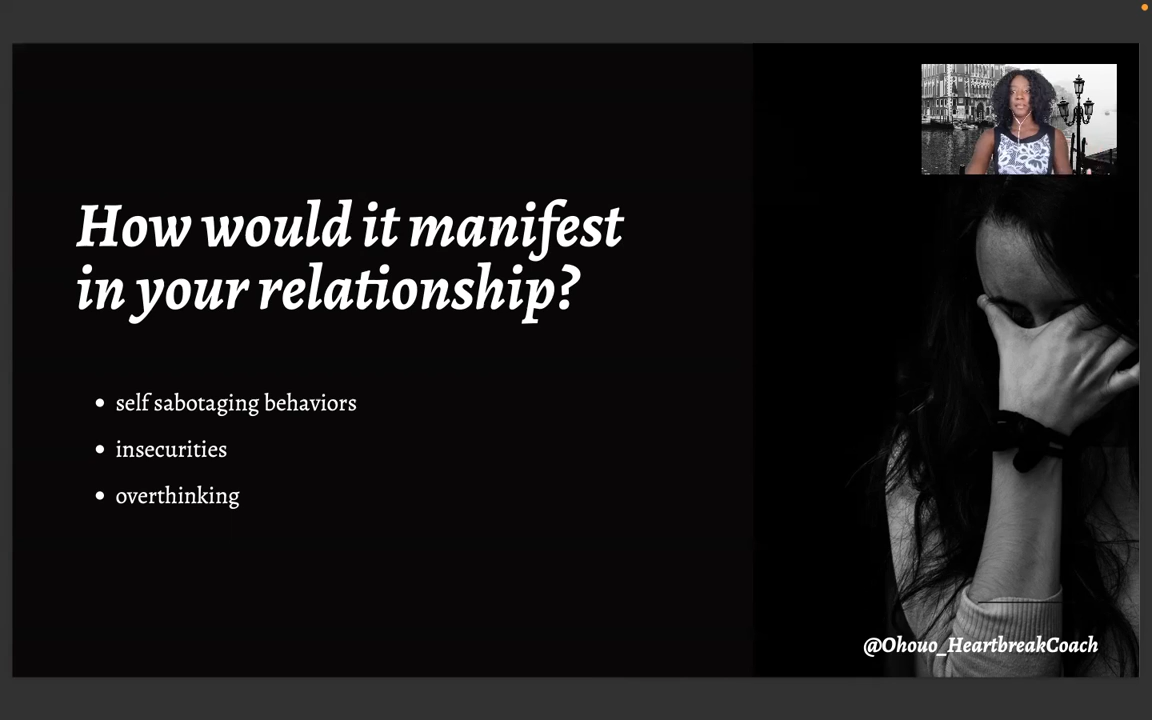 How would it manifest
in your relationship?
• self sabotaging behaviors
• insecurities
• overthinking
@Ohouo_HeartbreakCoach